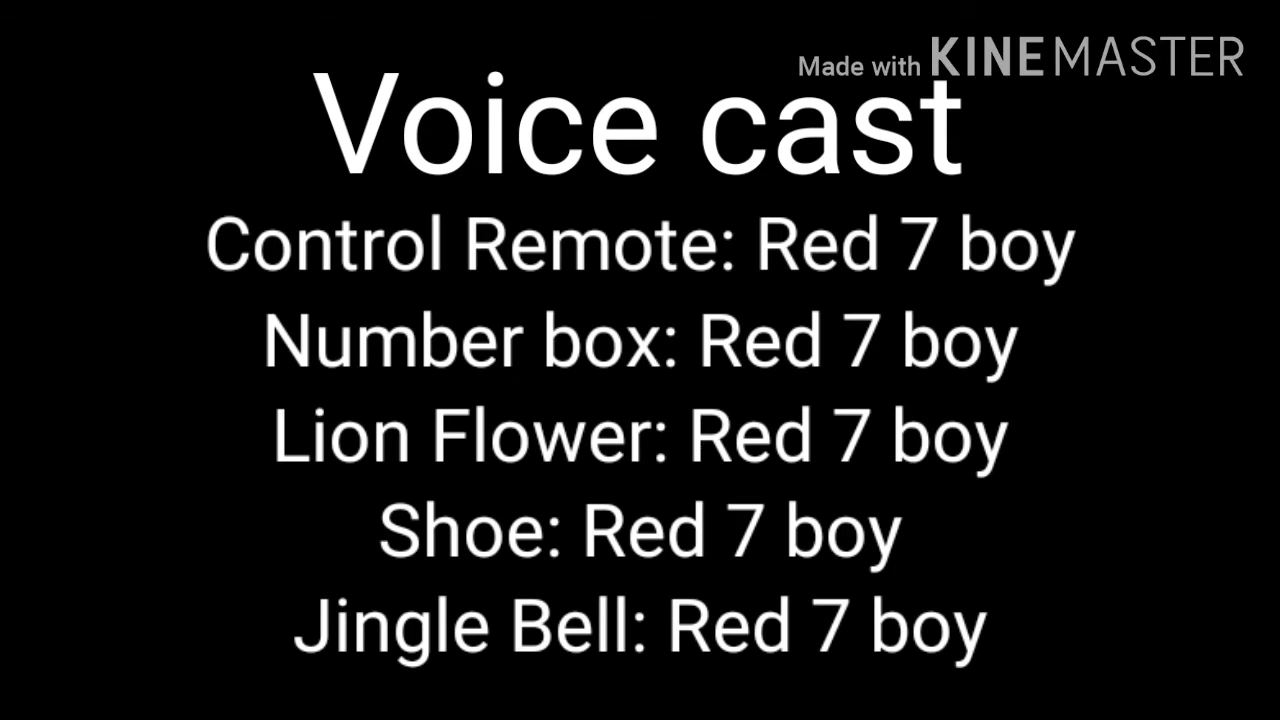 Made with KINEMASTER
Voice cast
Control Remote: Red 7 boy
Number box: Red 7 boy
Lion Flower: Red 7 boy
Shoe: Red 7 boy
Jingle Bell: Red 7 boy